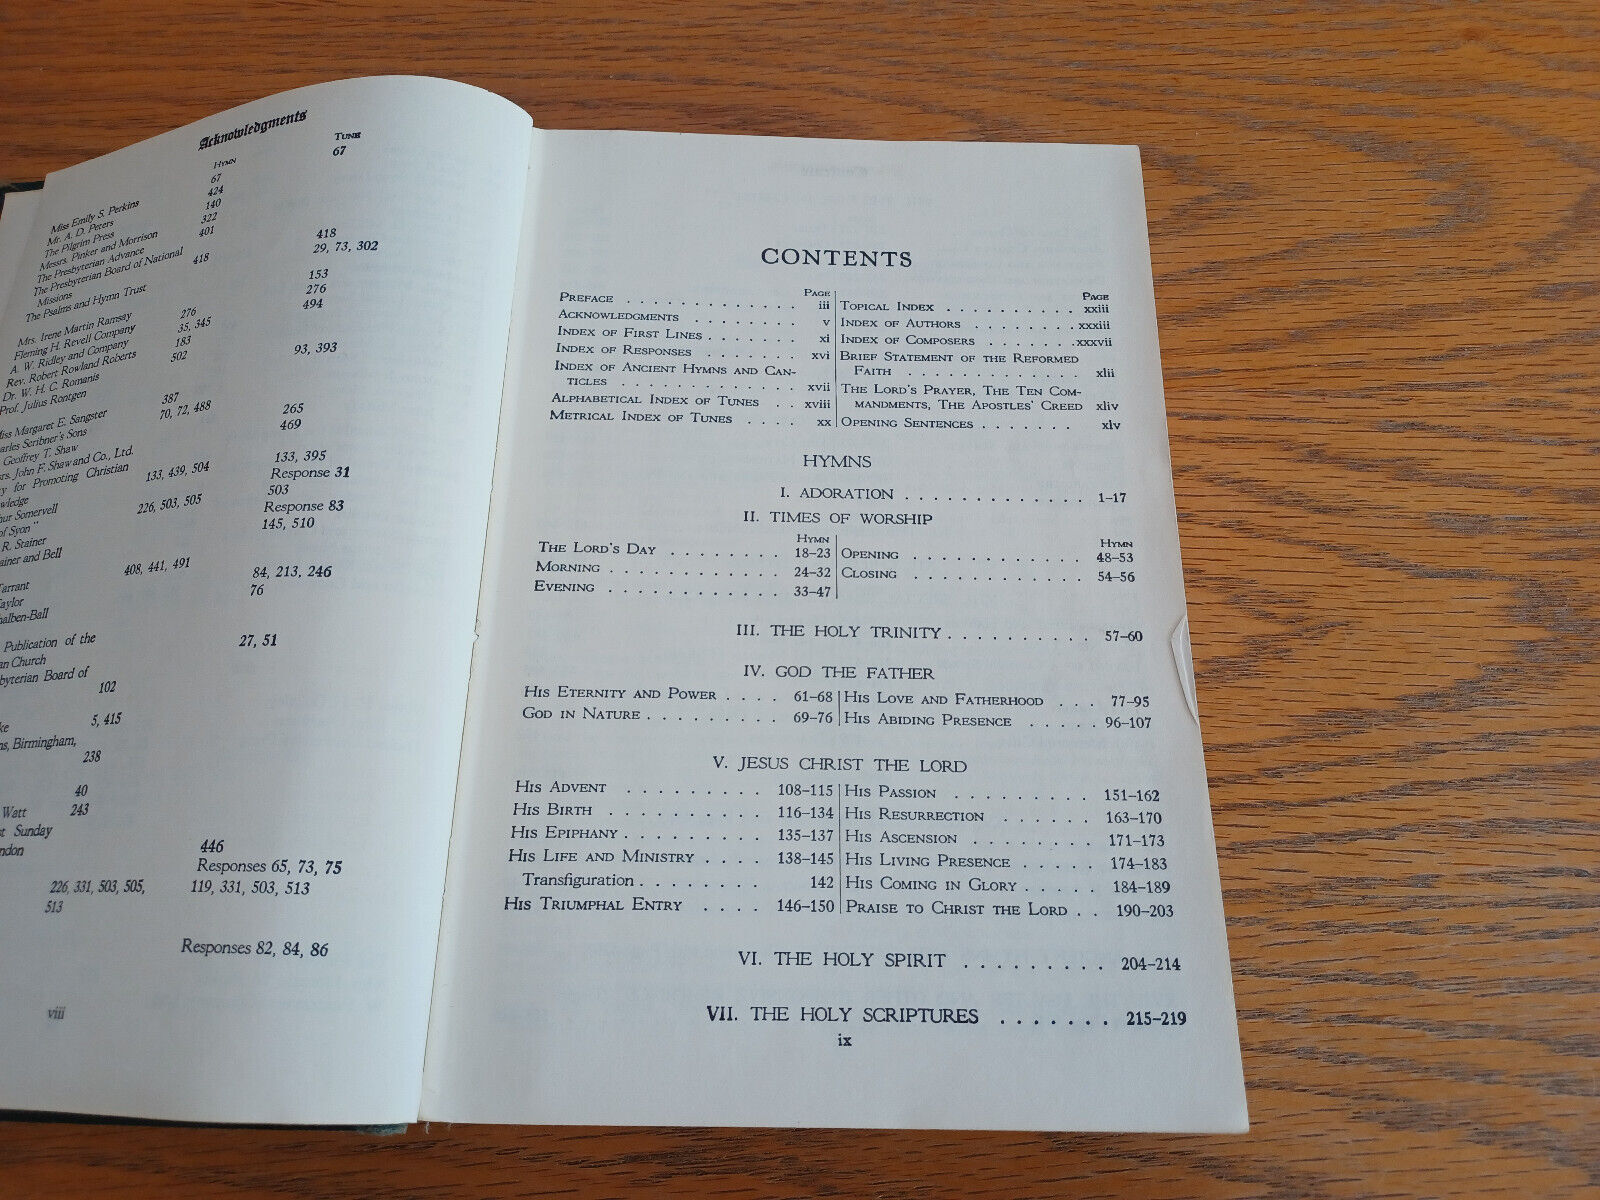 Acknowledgments
HYMN TUNE
67 67
Miss Emily S. Perkins 424
Mr. A. D. Peters 140
The Pilgrim Press 322
Messrs. Pinker and Morrison 401
The Presbyterian Advance
The Presbyterian Board of National
Missions 418 418
The Psalms and Hymn Trust 29, 73, 302
153
Mrs. Irene Martin Ramsay 276 276
Fleming H. Revell Company 35, 345 494
A. W. Ridley and Company 183
Rev. Robert Rowland Roberts 502
Dr. W. H. C. Romanis 93, 393
Prof. Julius Rontgen
Miss Margaret E. Sangster 387
Charles Scribner's Sons 70, 72, 488
Geoffrey T. Shaw 265
John F. Shaw and Co., Ltd. 469
for Promoting Christian
133, 439, 504 133, 395
Somervell Response 31
of Syon" 226, 503, 505 503
R. Stainer Response 83
and Bell 145, 510
408, 441, 491 84, 213, 246
76
Publication of the 27, 51
Church
Board of
102
5, 415
Birmingham,
238
40
Watt 243
Sunday
446
Responses 65, 73, 75
226, 331, 503, 505, 119, 331, 503, 513
513
Responses 82, 84, 86
viii
CONTENTS
PAGE
PREFACE . . . . . . . . . . . . . iii
ACKNOWLEDGMENTS . . . . . . . . v
INDEX OF FIRST LINES . . . . . . . xi
INDEX OF RESPONSES . . . . . . . . xvi
INDEX OF ANCIENT HYMNS AND CAN-
TICLES . . . . . . . . . . . . xvii
ALPHABETICAL INDEX OF TUNES . . xviii
METRICAL INDEX OF TUNES . . . . xx
PAGE
TOPICAL INDEX . . . . . . . . . . xxiii
INDEX OF AUTHORS . . . . . . . . xxxiii
INDEX OF COMPOSERS . . . . . . . xxxvii
BRIEF STATEMENT OF THE REFORMED
FAITH . . . . . . . . . . . . xlii
THE LORD'S PRAYER, THE TEN COM-
MANDMENTS, THE APOSTLES' CREED xliv
OPENING SENTENCES . . . . . . . xlv
HYMNS
I. ADORATION . . . . . . . . . . . . . 1–17
II. TIMES OF WORSHIP
HYMN
THE LORD'S DAY . . . . . . . . 18–23
MORNING . . . . . . . . . . . . 24–32
EVENING . . . . . . . . . . . . 33–47
HYMN
OPENING . . . . . . . . . . . . . 48–53
CLOSING . . . . . . . . . . . . . 54–56
III. THE HOLY TRINITY . . . . . . . . . . 57–60
IV. GOD THE FATHER
HIS ETERNITY AND POWER . . . . 61–68
GOD IN NATURE . . . . . . . . . 69–76
HIS LOVE AND FATHERHOOD . . . 77–95
HIS ABIDING PRESENCE . . . . . 96–107
V. JESUS CHRIST THE LORD
HIS ADVENT . . . . . . . . . 108–115
HIS BIRTH . . . . . . . . . . 116–134
HIS EPIPHANY . . . . . . . . . 135–137
HIS LIFE AND MINISTRY . . . . 138–145
Transfiguration . . . . . . . . 142
HIS TRIUMPHAL ENTRY . . . . 146–150
HIS PASSION . . . . . . . . . 151–162
HIS RESURRECTION . . . . . . 163–170
HIS ASCENSION . . . . . . . . 171–173
HIS LIVING PRESENCE . . . . . 174–183
HIS COMING IN GLORY . . . . . 184–189
PRAISE TO CHRIST THE LORD . . 190–203
VI. THE HOLY SPIRIT . . . . . . . . . 204–214
VII. THE HOLY SCRIPTURES . . . . . . . 215–219
ix